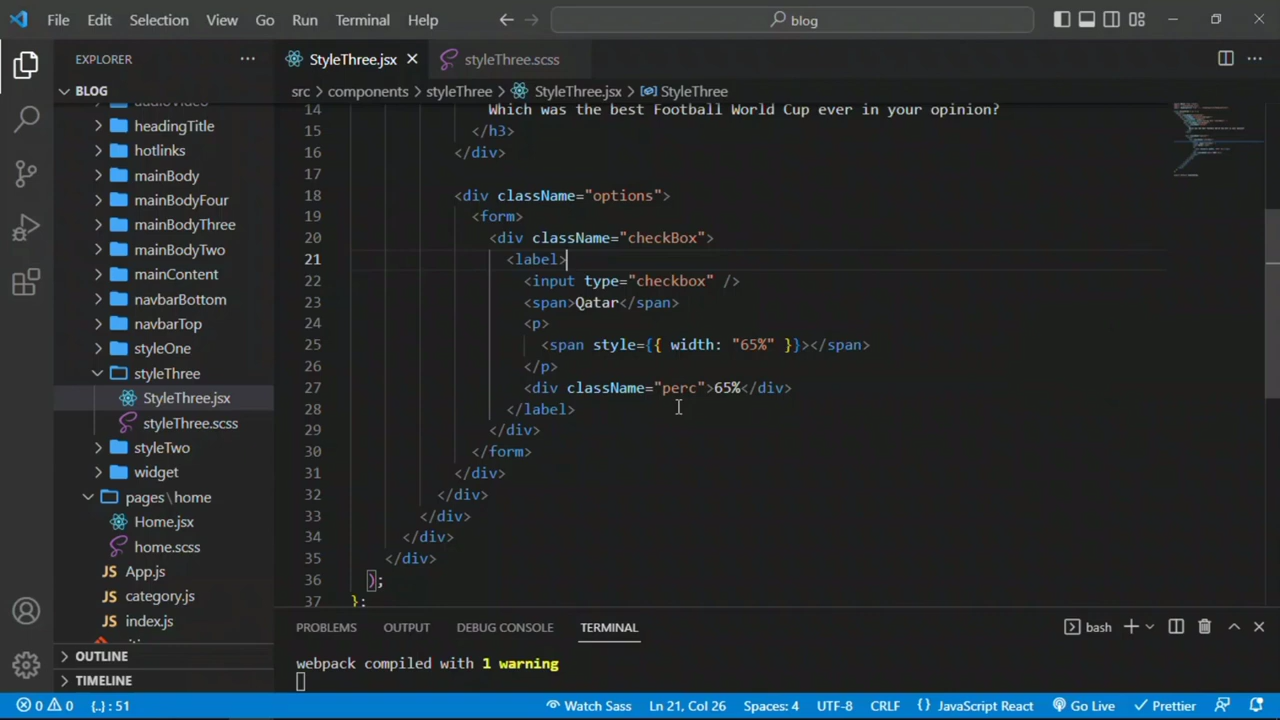 File Edit Selection View Go Run Terminal Help
blog
EXPLORER
StyleThree.jsx
styleThree.scss
BLOG
src > components > styleThree > StyleThree.jsx > StyleThree
headingTitle
hotlinks
mainBody
mainBodyFour
mainBodyThree
mainBodyTwo
mainContent
navbarBottom
navbarTop
styleOne
styleThree
StyleThree.jsx
styleThree.scss
styleTwo
widget
pages\home
Home.jsx
home.scss
App.js
category.js
index.js
OUTLINE
TIMELINE
14 Which was the best Football World Cup ever in your opinion?
15 </h3>
16 </div>
17
18 <div className="options">
19 <form>
20 <div className="checkBox">
21 <label>
22 <input type="checkbox" />
23 <span>Qatar</span>
24 <p>
25 <span style={{ width: "65%" }}></span>
26 </p>
27 <div className="perc">65%</div>
28 </label>
29 </div>
30 </form>
31 </div>
32 </div>
33 </div>
34 </div>
35 </div>
36 );
37 };
PROBLEMS OUTPUT DEBUG CONSOLE TERMINAL
bash
webpack compiled with 1 warning
0 0 {..} : 51
Watch Sass Ln 21, Col 26 Spaces: 4 UTF-8 CRLF {} JavaScript React Go Live Prettier